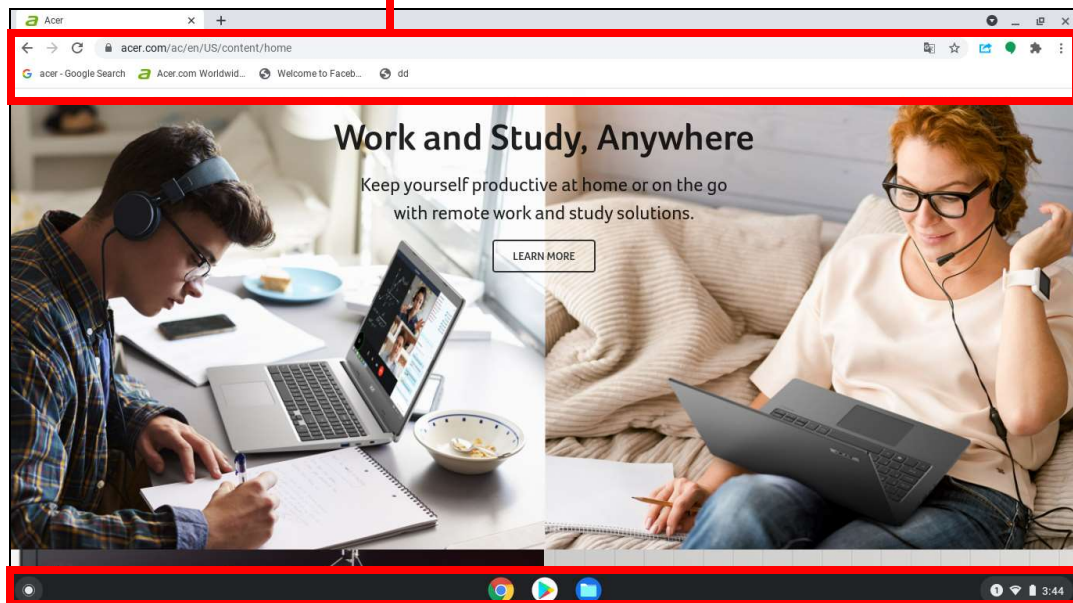 Acer
acer.com/ac/en/US/content/home
acer - Google Search Acer.com Worldwid... Welcome to Faceb... dd
Work and Study, Anywhere
Keep yourself productive at home or on the go
with remote work and study solutions.
LEARN MORE
1 3:44